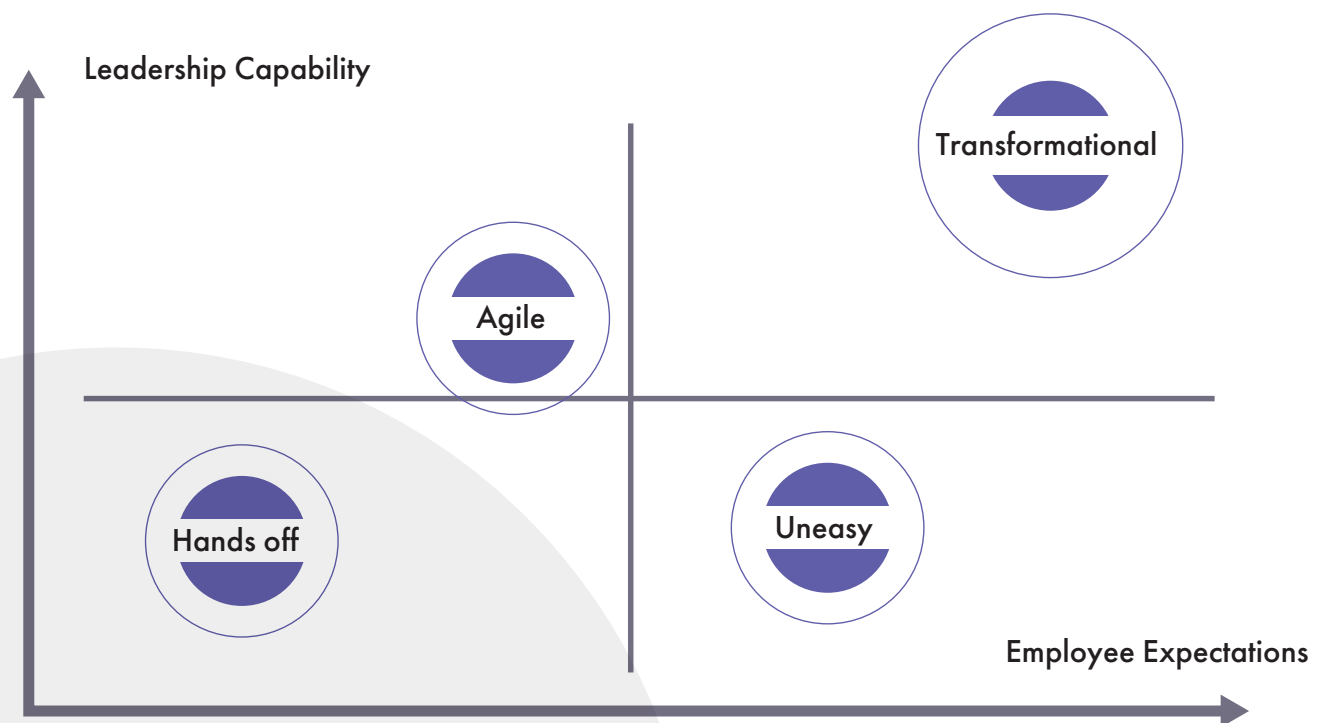 Leadership Capability
Transformational
Agile
Hands off
Uneasy
Employee Expectations